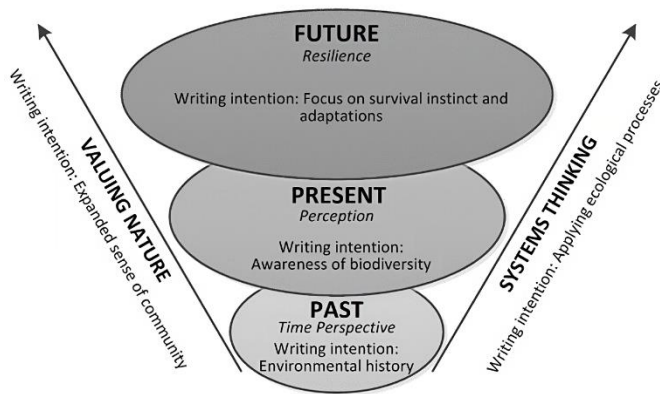 FUTURE
Resilience
Writing intention: Focus on survival instinct and
adaptations
PRESENT
Perception
Writing intention:
Awareness of biodiversity
PAST
Time Perspective
Writing intention:
Environmental history
VALUING NATURE
Writing intention: Expanded sense of community
SYSTEMS THINKING
Writing intention: Applying ecological processes